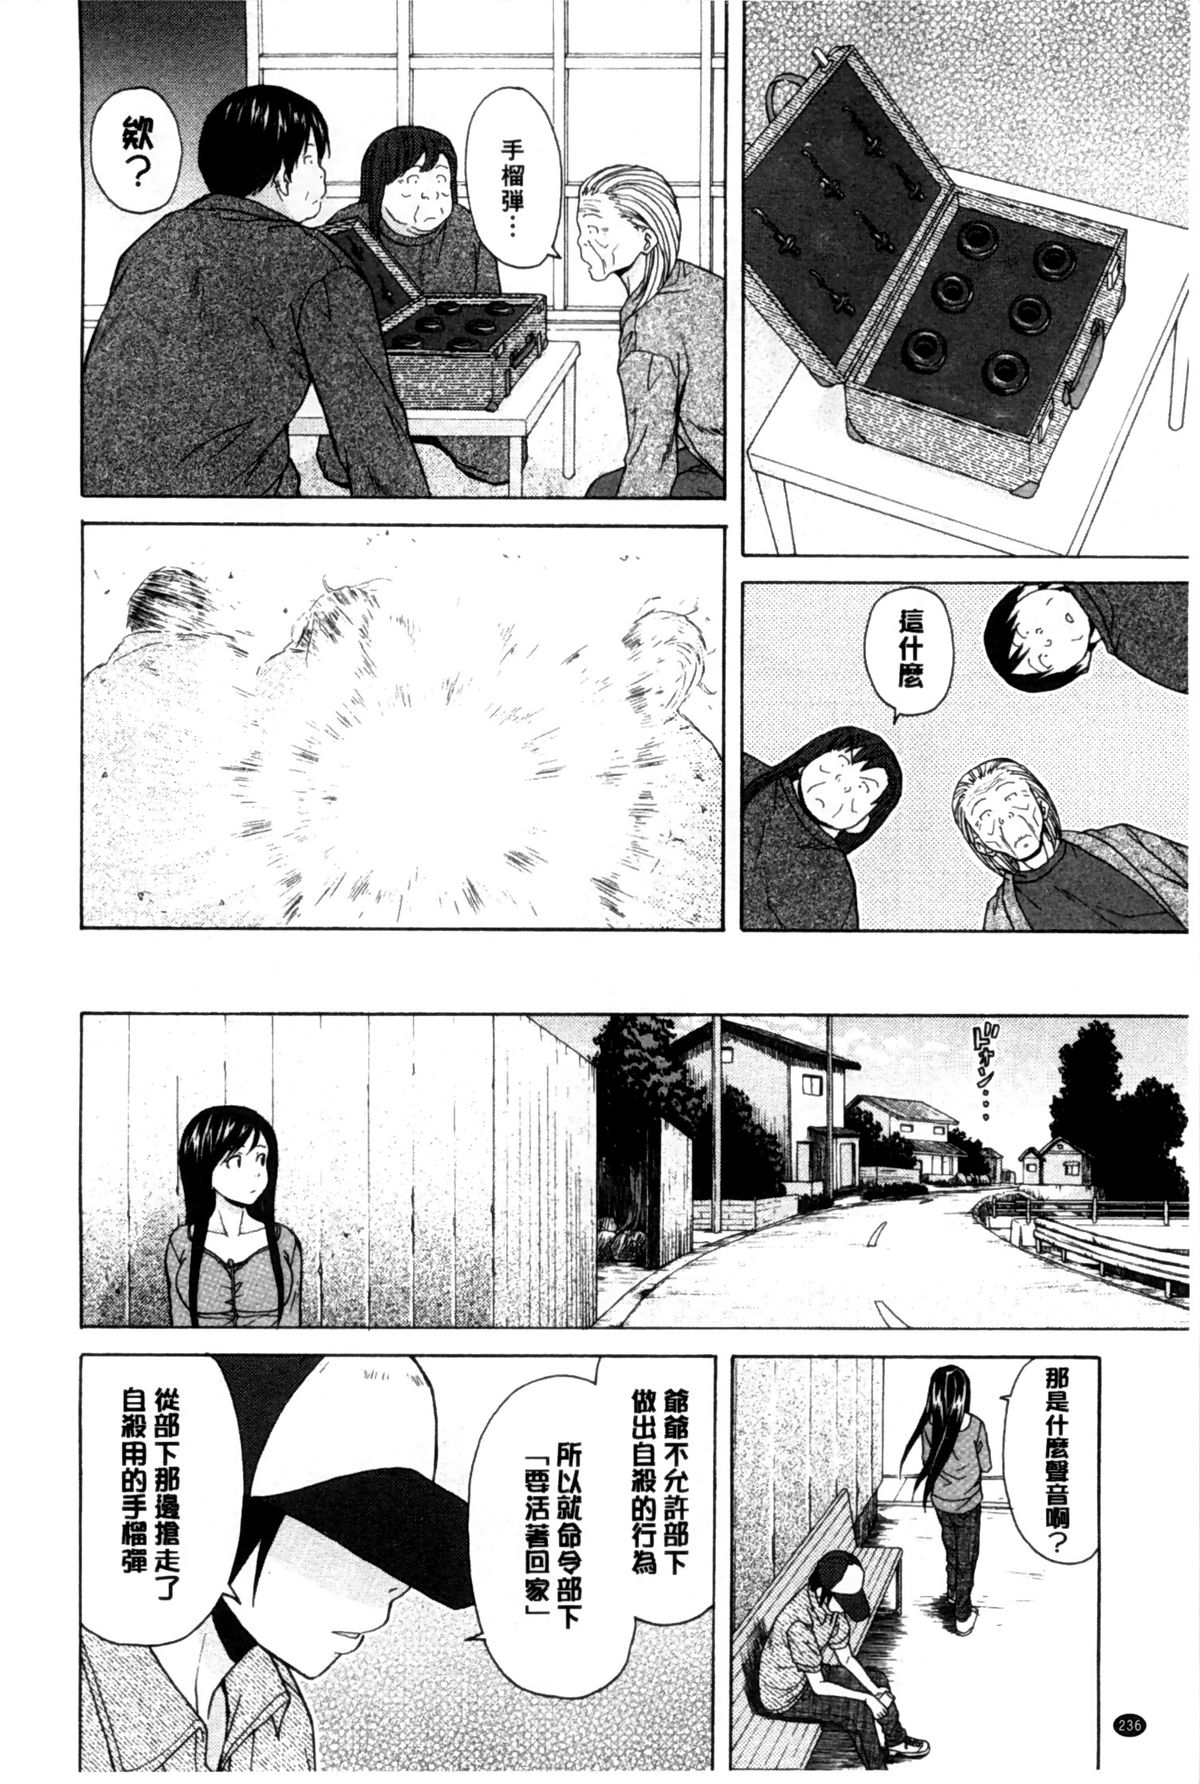 這什麼
手榴彈…
欸？
ドォン…
那是什麼聲音啊？
爺爺不允許部下
做出自殺的行為
所以就命令部下
「要活著回家」
從部下那邊搶走了
自殺用的手榴彈
236